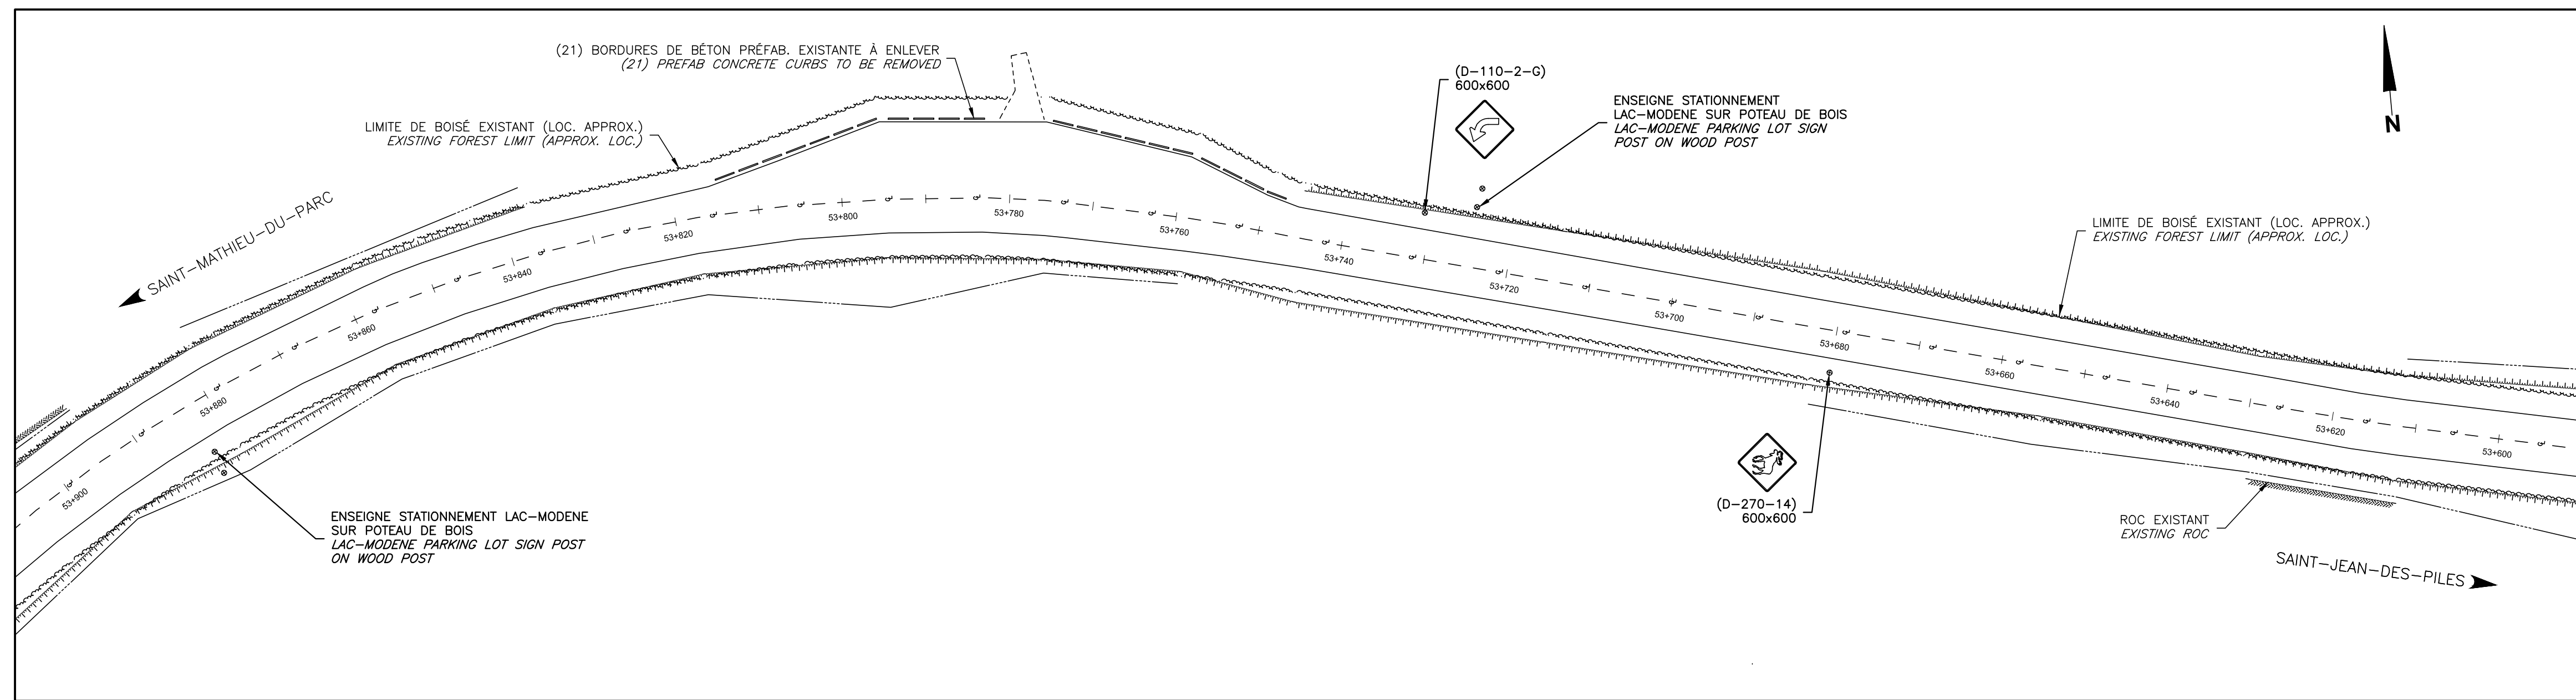 (21) BORDURES DE BÉTON PRÉFAB. EXISTANTE À ENLEVER
(21) PREFAB CONCRETE CURBS TO BE REMOVED
LIMITE DE BOISÉ EXISTANT (LOC. APPROX.)
EXISTING FOREST LIMIT (APPROX. LOC.)
SAINT-MATHIEU-DU-PARC
(D-110-2-G)
600x600
ENSEIGNE STATIONNEMENT
LAC-MODENE SUR POTEAU DE BOIS
LAC-MODENE PARKING LOT SIGN
POST ON WOOD POST
N
LIMITE DE BOISÉ EXISTANT (LOC. APPROX.)
EXISTING FOREST LIMIT (APPROX. LOC.)
53+900
53+880
53+860
53+840
53+820
53+800
53+780
53+760
53+740
53+720
53+700
53+680
53+660
53+640
53+620
53+600
ENSEIGNE STATIONNEMENT LAC-MODENE
SUR POTEAU DE BOIS
LAC-MODENE PARKING LOT SIGN POST
ON WOOD POST
(D-270-14)
600x600
ROC EXISTANT
EXISTING ROC
SAINT-JEAN-DES-PILES